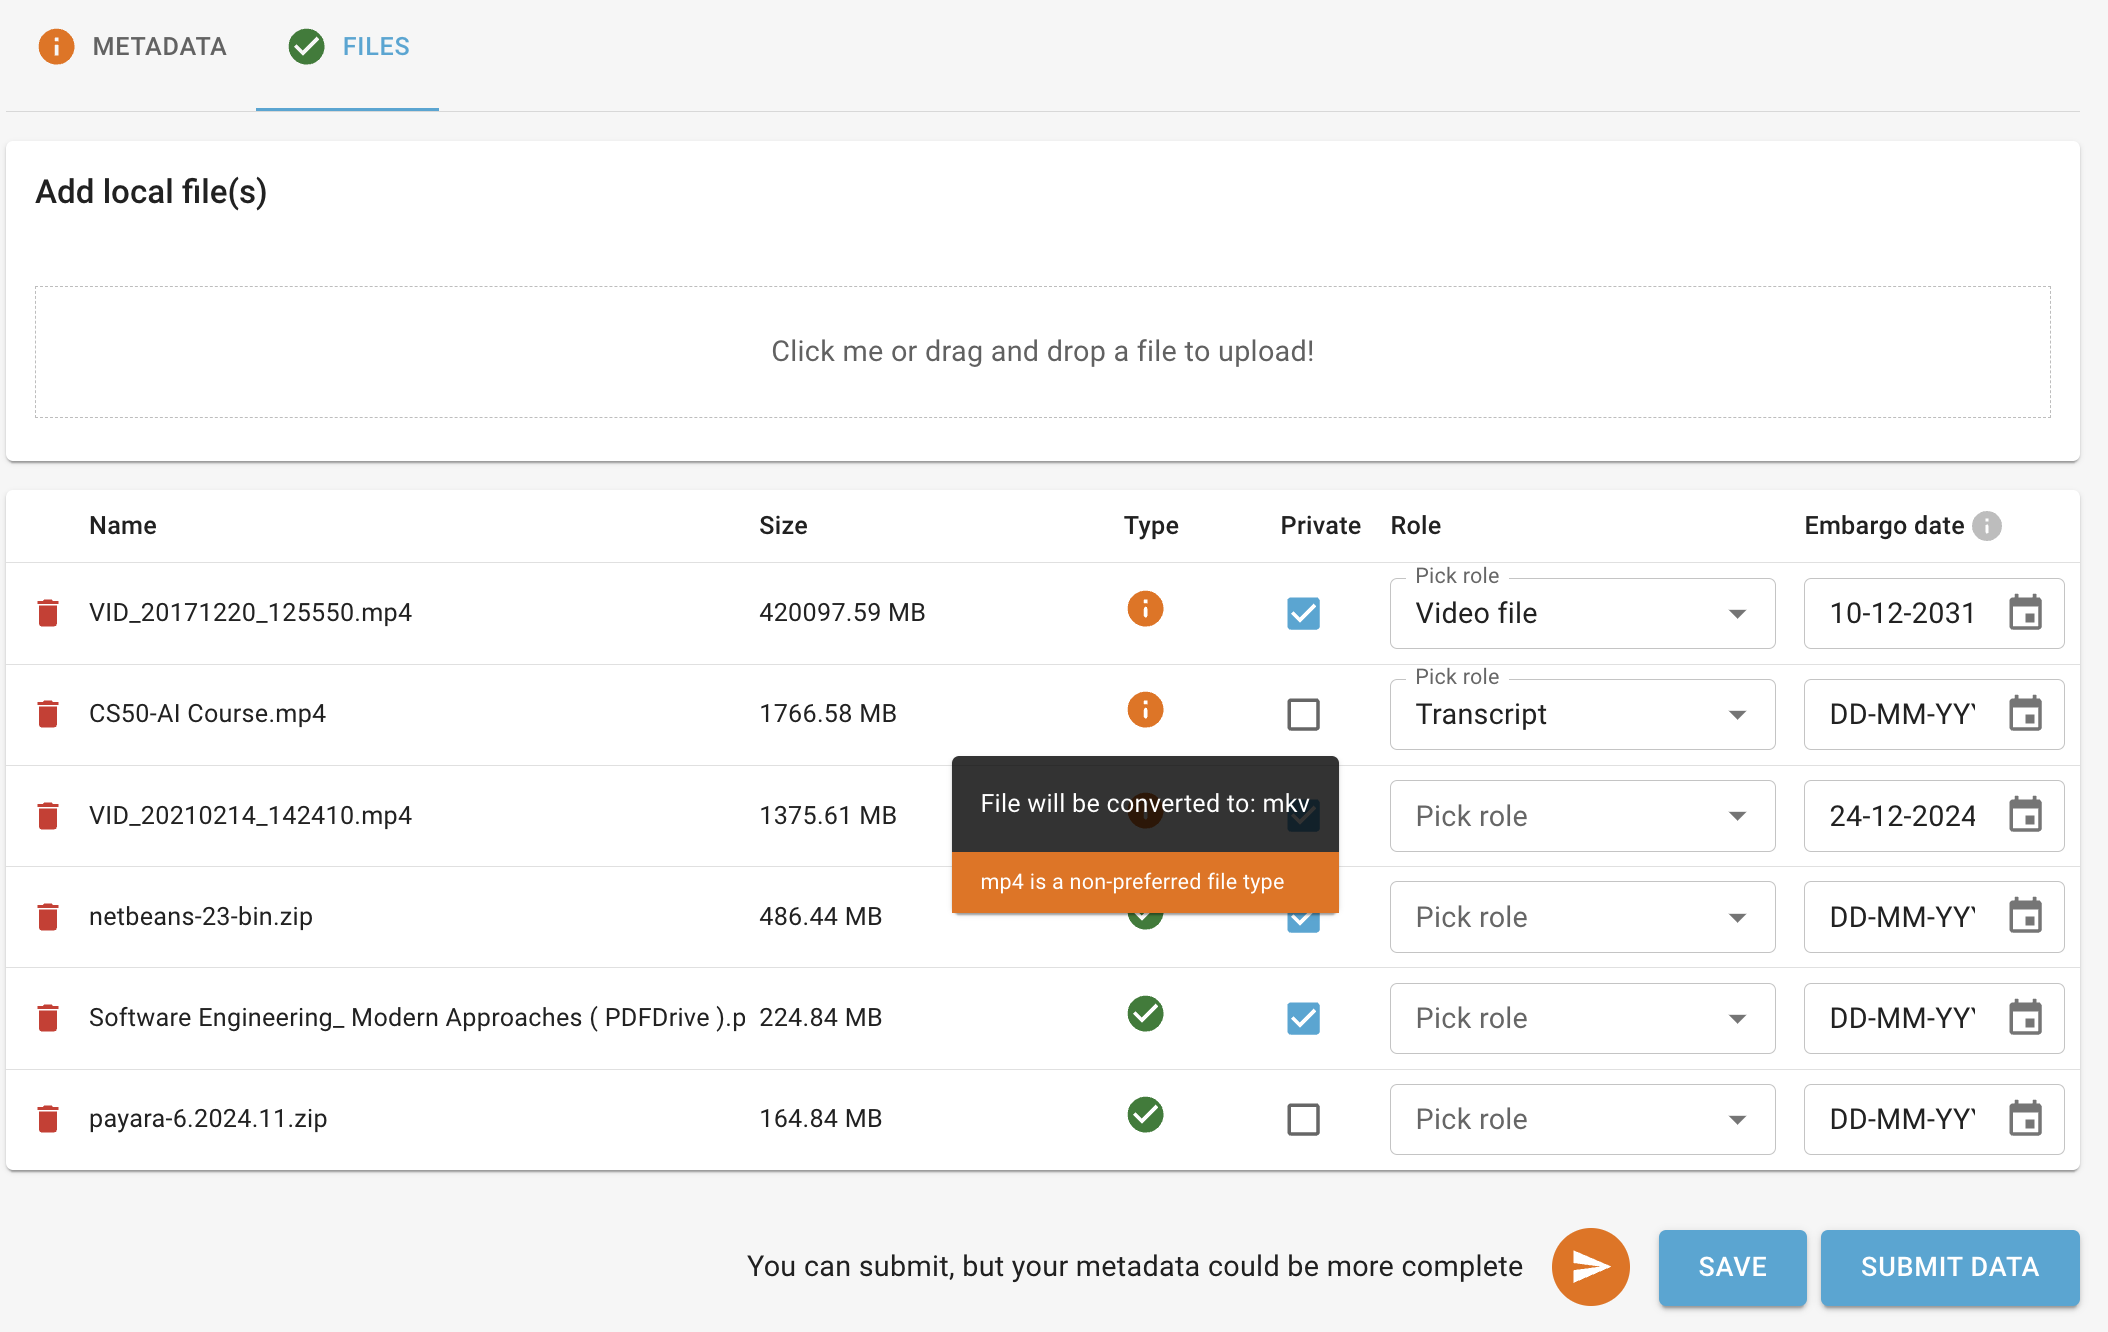 METADATA FILES
Add local file(s)
Click me or drag and drop a file to upload!
Name Size Type Private Role Embargo date
Pick role
VID_20171220_125550.mp4 420097.59 MB Video file 10-12-2031
Pick role
CS50-AI Course.mp4 1766.58 MB Transcript DD-MM-YY
File will be converted to: mkv
VID_20210214_142410.mp4 1375.61 MB Pick role 24-12-2024
mp4 is a non-preferred file type
netbeans-23-bin.zip 486.44 MB Pick role DD-MM-YY
Software Engineering_ Modern Approaches ( PDFDrive ).p 224.84 MB Pick role DD-MM-YY
payara-6.2024.11.zip 164.84 MB Pick role DD-MM-YY
You can submit, but your metadata could be more complete SAVE SUBMIT DATA